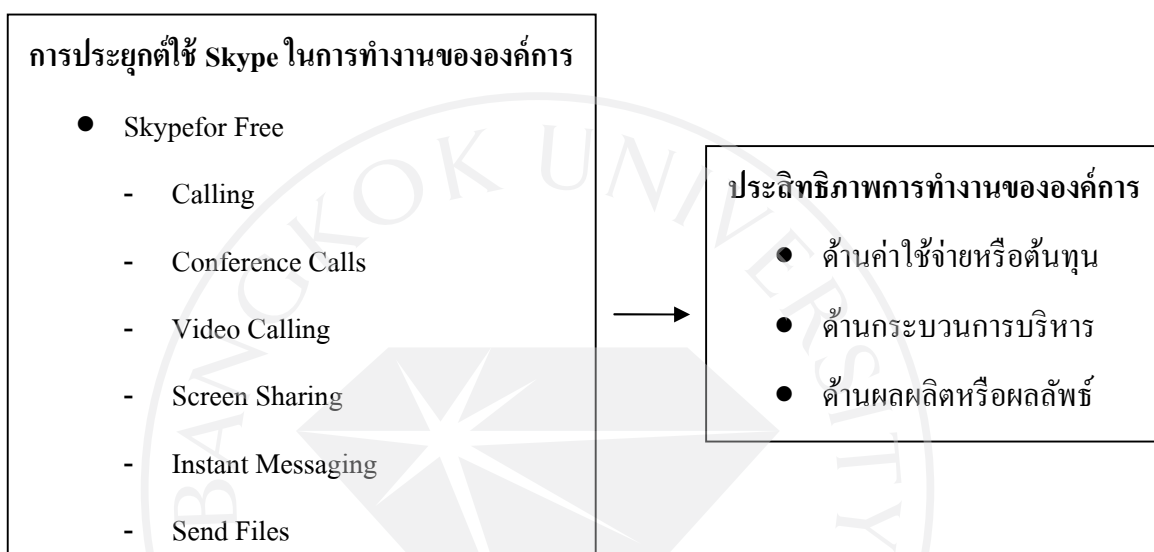 การประยุกต์ใช้ Skype ในการทำงานขององค์การ
● Skypefor Free
- Calling
- Conference Calls
- Video Calling
- Screen Sharing
- Instant Messaging
- Send Files
ประสิทธิภาพการทำงานขององค์การ
● ด้านค่าใช้จ่ายหรือต้นทุน
● ด้านกระบวนการบริหาร
● ด้านผลผลิตหรือผลลัพธ์
BANGKOK UNIVERSITY